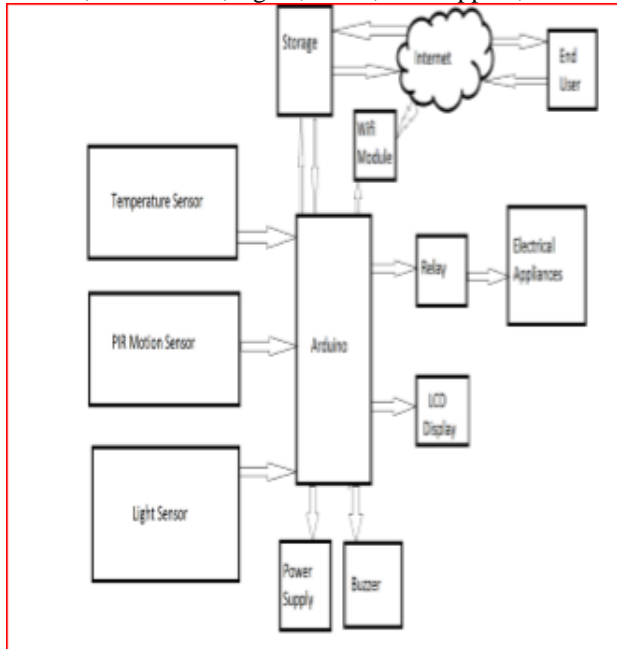 Storage
Internet
End
User
Wifi
Module
Temperature Sensor
Relay
Electrical
Appliances
PIR Motion Sensor
Arduino
LCD
Display
Light Sensor
Power
Supply
Buzzer